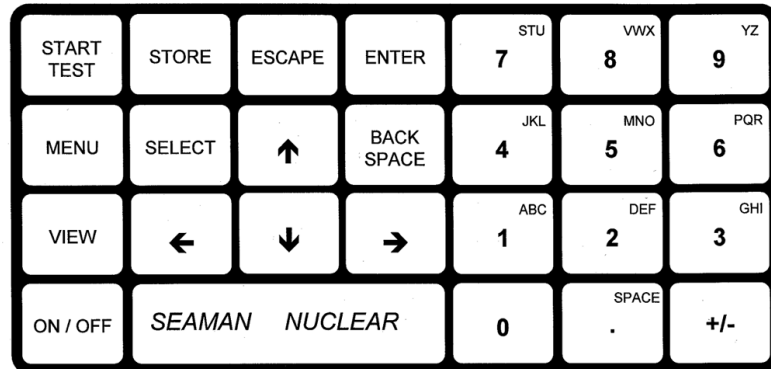 START TEST
STORE
ESCAPE
ENTER
STU
7
VWX
8
YZ
9
MENU
SELECT
↑
BACK SPACE
JKL
4
MNO
5
PQR
6
VIEW
←
↓
→
ABC
1
DEF
2
GHI
3
ON / OFF
SEAMAN NUCLEAR
0
SPACE
.
+/-